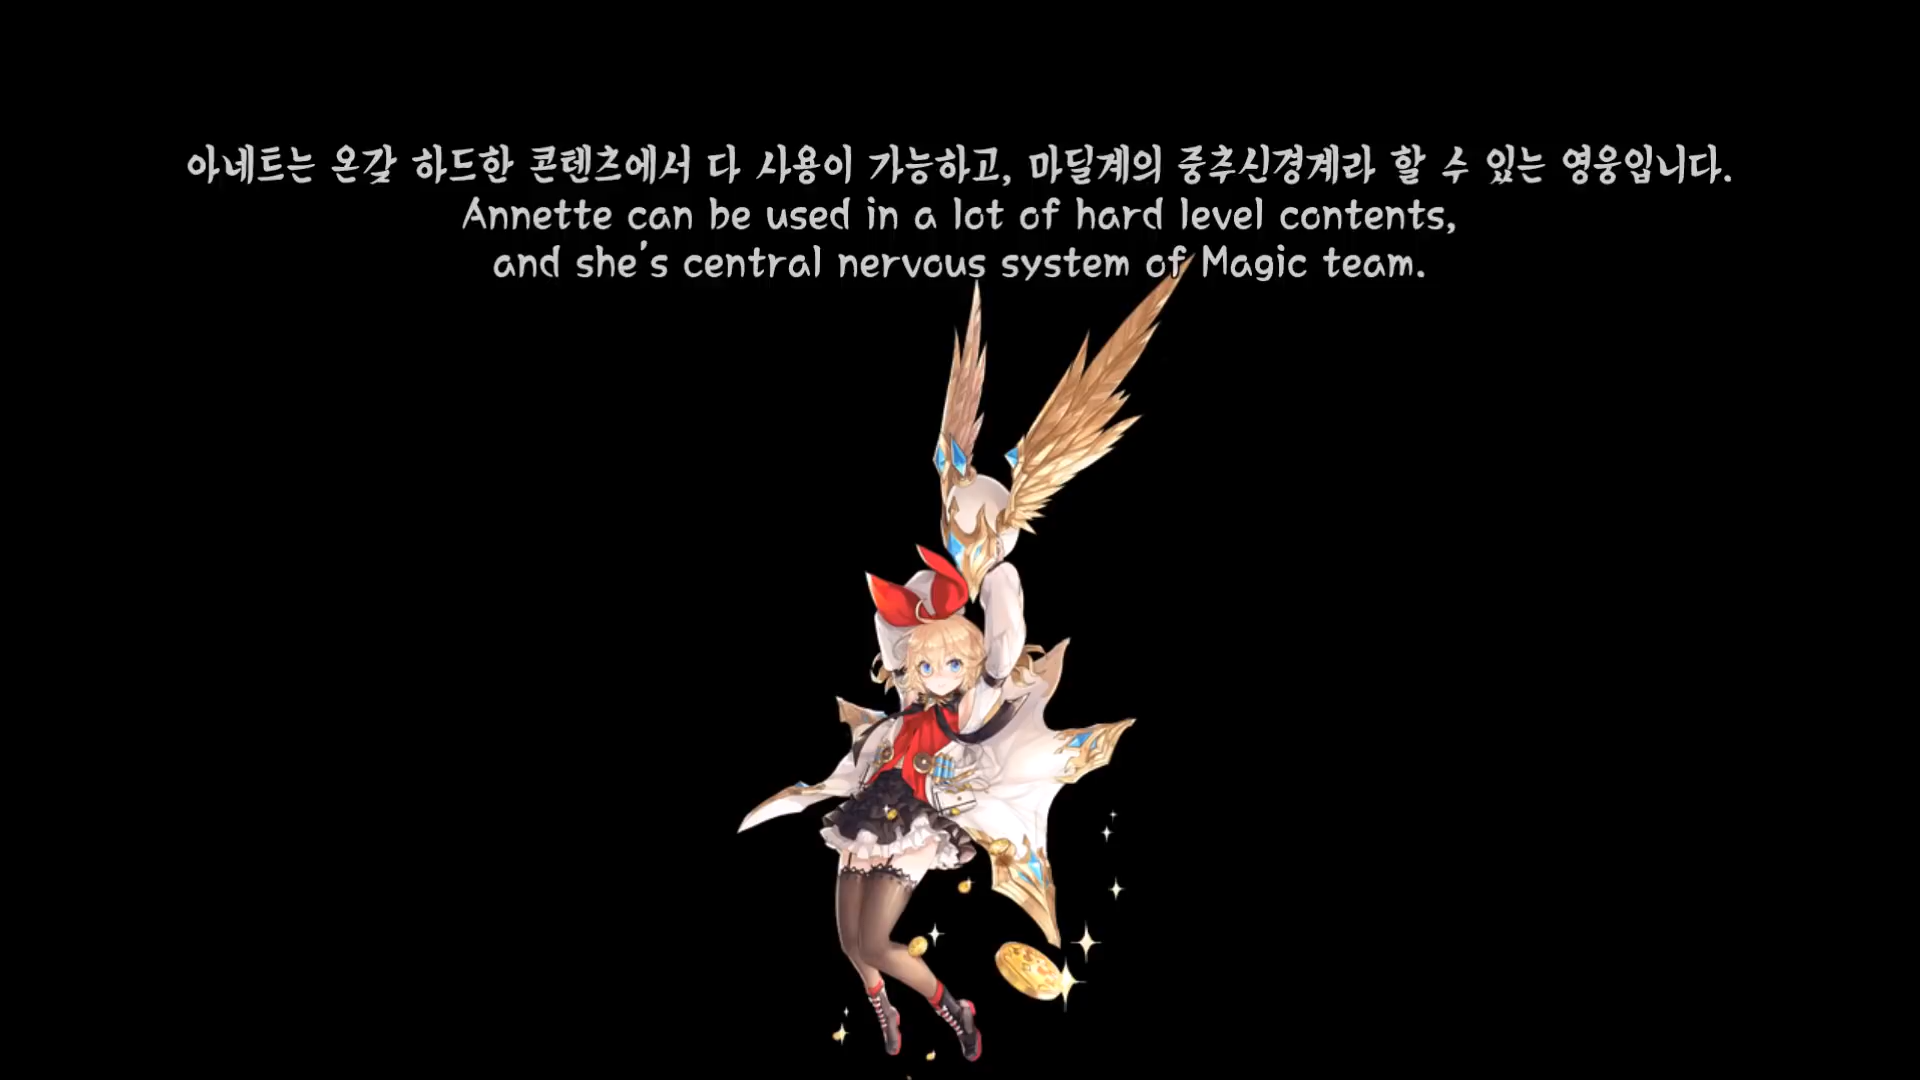 아네트는 온갖 하드한 콘텐츠에서 다 사용이 가능하고, 마딜계의 중추신경계라 할 수 있는 영웅입니다.
Annette can be used in a lot of hard level contents,
and she's central nervous system of Magic team.